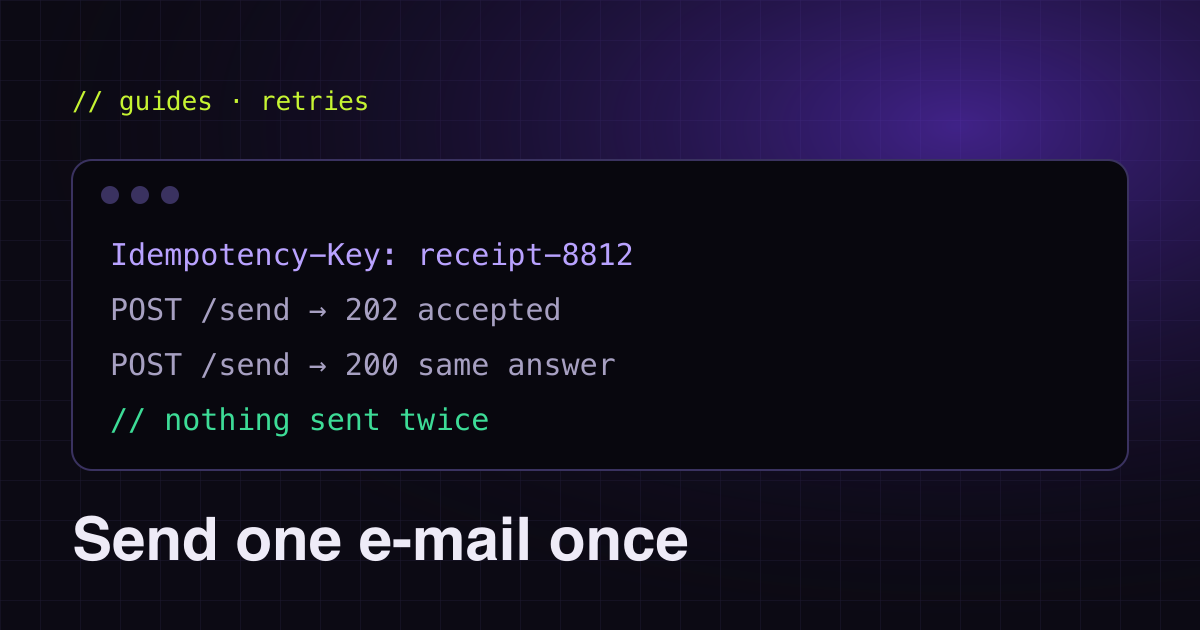 // guides · retries
Idempotency-Key: receipt-8812
POST /send → 202 accepted
POST /send → 200 same answer
// nothing sent twice
Send one e-mail once